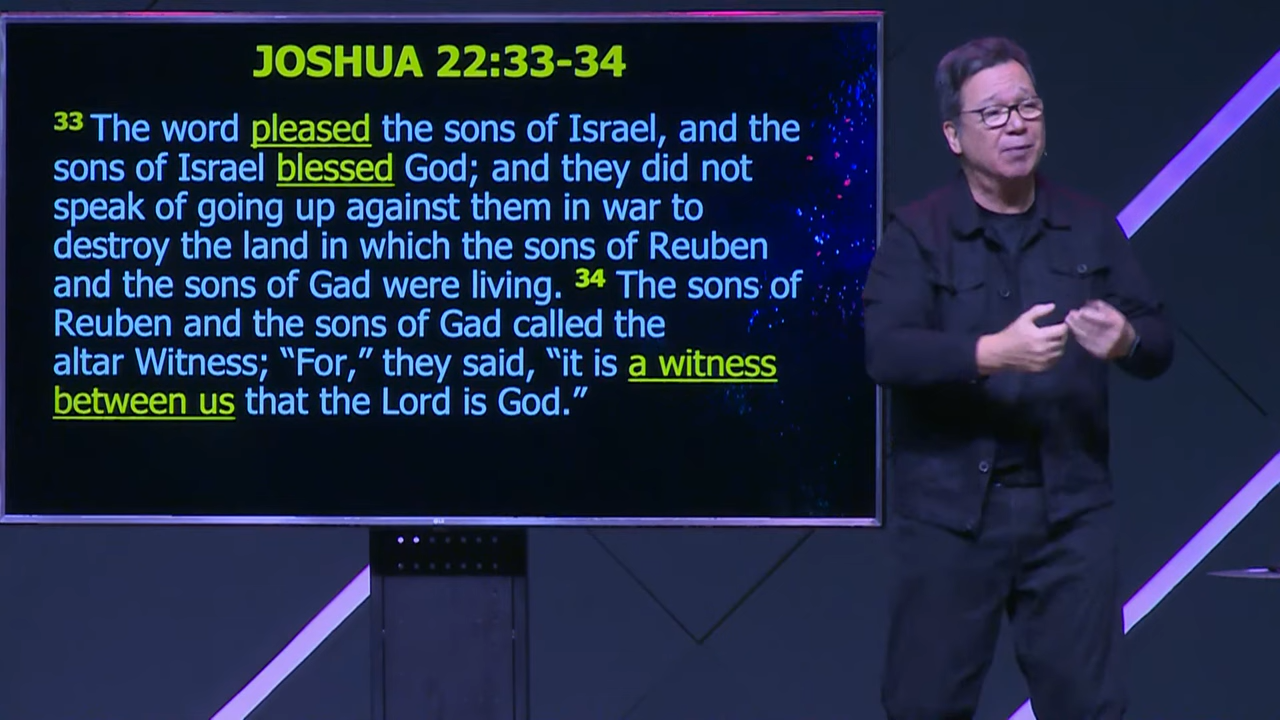 JOSHUA 22:33-34
33 The word pleased the sons of Israel, and the
sons of Israel blessed God; and they did not
speak of going up against them in war to
destroy the land in which the sons of Reuben
and the sons of Gad were living. 34 The sons of
Reuben and the sons of Gad called the
altar Witness; “For,” they said, “it is a witness
between us that the Lord is God.”